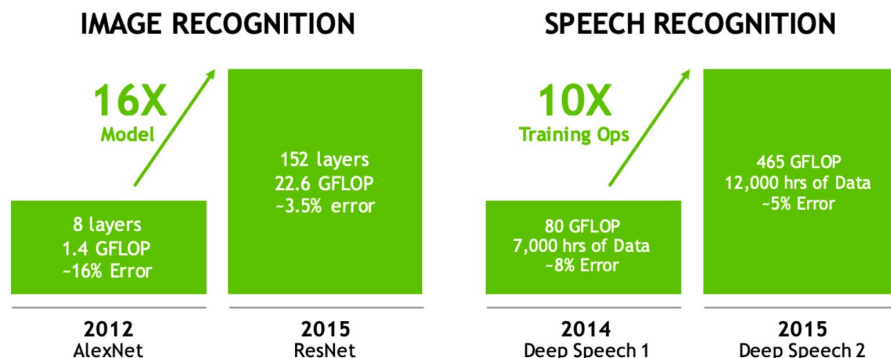 IMAGE RECOGNITION
16X
Model
8 layers
1.4 GFLOP
~16% Error
152 layers
22.6 GFLOP
~3.5% error
2012
AlexNet
2015
ResNet
SPEECH RECOGNITION
10X
Training Ops
80 GFLOP
7,000 hrs of Data
~8% Error
465 GFLOP
12,000 hrs of Data
~5% Error
2014
Deep Speech 1
2015
Deep Speech 2